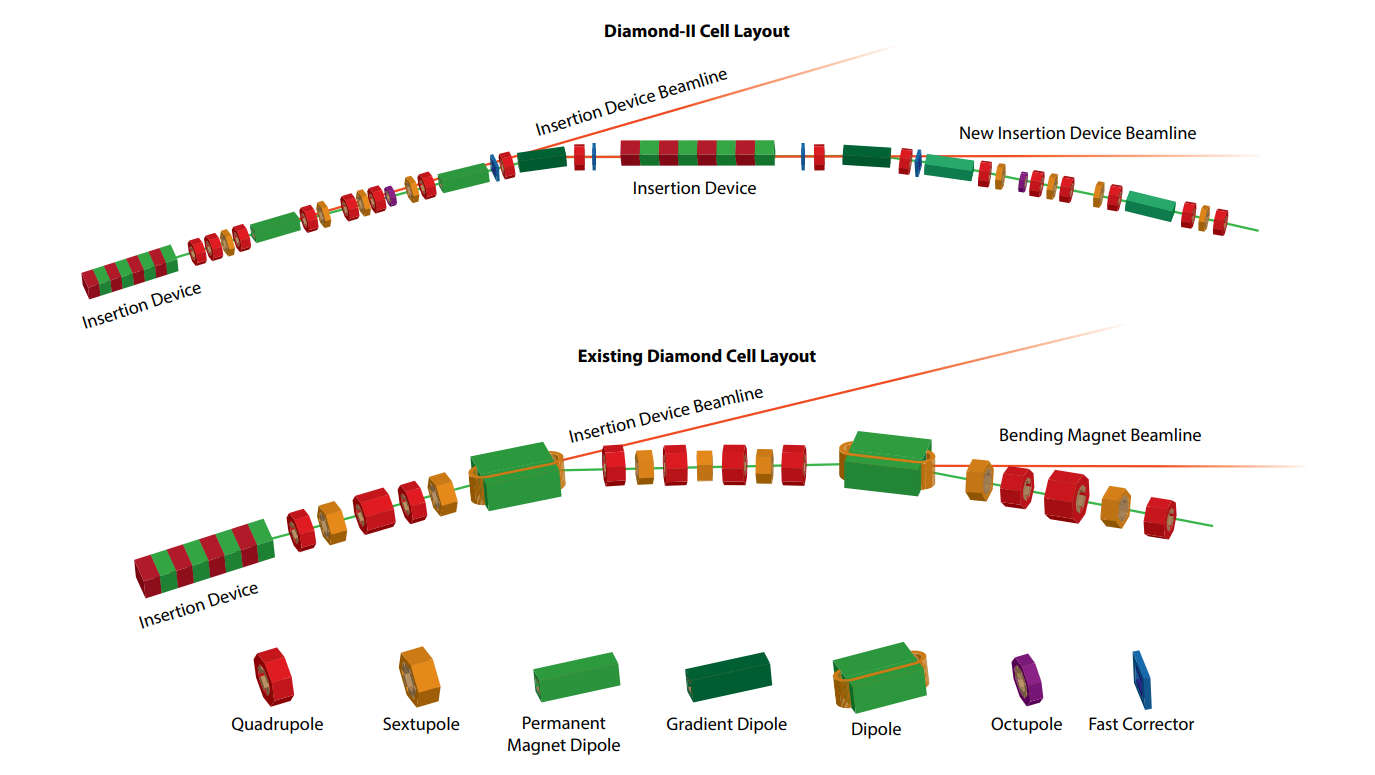 Diamond-II Cell Layout
Insertion Device Beamline
New Insertion Device Beamline
Insertion Device
Insertion Device
Existing Diamond Cell Layout
Insertion Device Beamline
Bending Magnet Beamline
Insertion Device
Quadrupole
Sextupole
Permanent
Magnet Dipole
Gradient Dipole
Dipole
Octupole
Fast Corrector